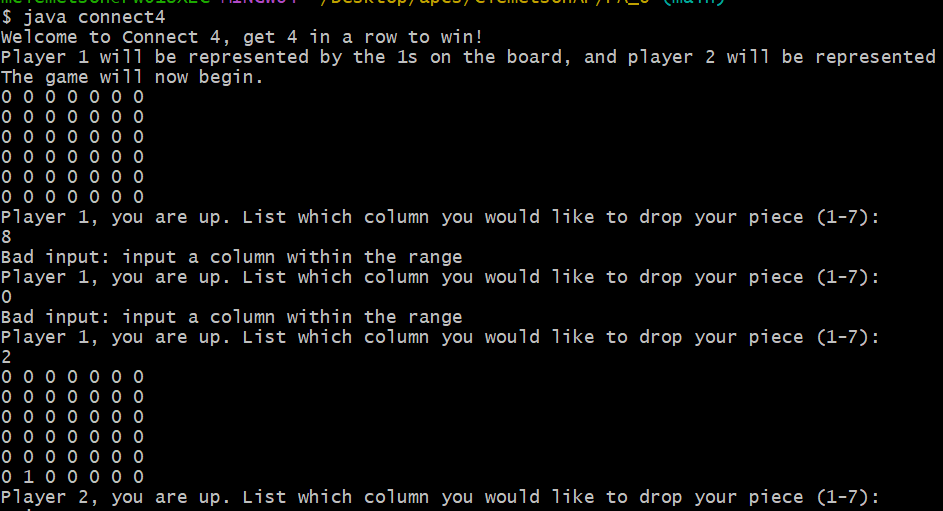 ~/Desktop/apcs/ (main)
$ java connect4
Welcome to Connect 4, get 4 in a row to win!
Player 1 will be represented by the 1s on the board, and player 2 will be represented
The game will now begin.
0 0 0 0 0 0 0
0 0 0 0 0 0 0
0 0 0 0 0 0 0
0 0 0 0 0 0 0
0 0 0 0 0 0 0
0 0 0 0 0 0 0
Player 1, you are up. List which column you would like to drop your piece (1-7):
8
Bad input: input a column within the range
Player 1, you are up. List which column you would like to drop your piece (1-7):
0
Bad input: input a column within the range
Player 1, you are up. List which column you would like to drop your piece (1-7):
2
0 0 0 0 0 0 0
0 0 0 0 0 0 0
0 0 0 0 0 0 0
0 0 0 0 0 0 0
0 0 0 0 0 0 0
0 1 0 0 0 0 0
Player 2, you are up. List which column you would like to drop your piece (1-7):